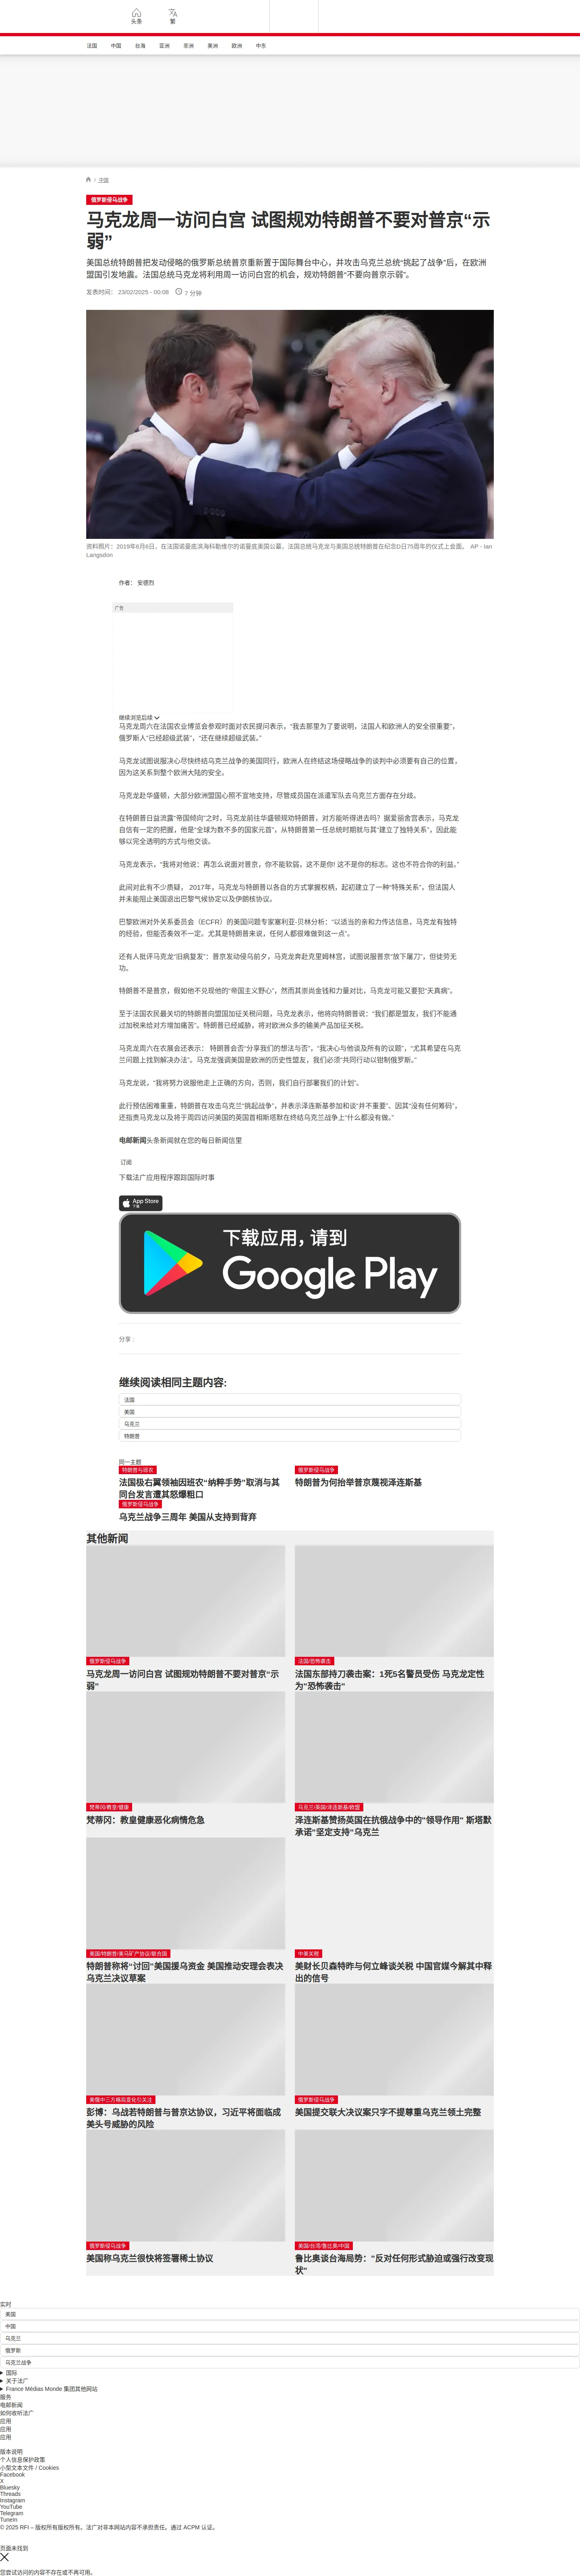 头条
繁
法国
中国
台海
亚洲
非洲
美洲
欧洲
中东
/ 中国
俄罗斯侵乌战争
马克龙周一访问白宫 试图规劝特朗普不要对普京“示
弱”
美国总统特朗普把发动侵略的俄罗斯总统普京重新置于国际舞台中心，并攻击乌克兰总统“挑起了战争”后，在欧洲
盟国引发地震。法国总统马克龙将利用周一访问白宫的机会，规劝特朗普“不要向普京示弱”。
发表时间： 23/02/2025 - 00:08
7 分钟
资料照片：2019年6月6日，在法国诺曼底滨海科勒维尔的诺曼底美国公墓，法国总统马克龙与美国总统特朗普在纪念D日75周年的仪式上会面。 AP - Ian
Langsdon
作者： 安德烈
广告
继续浏览后续
马克龙周六在法国农业博览会参观时面对农民提问表示，“我去那里为了要说明，法国人和欧洲人的安全很重要”，
俄罗斯人“已经超级武装”，“还在继续超级武装。”
马克龙试图说服决心尽快终结乌克兰战争的美国同行，欧洲人在终结这场侵略战争的谈判中必须要有自己的位置，
因为这关系到整个欧洲大陆的安全。
马克龙赴华盛顿，大部分欧洲盟国心照不宣地支持，尽管成员国在派遣军队去乌克兰方面存在分歧。
在特朗普日益流露“帝国倾向”之时，马克龙前往华盛顿规劝特朗普，对方能听得进去吗？据爱丽舍宫表示，马克龙
自信有一定的把握，他是“全球为数不多的国家元首”，从特朗普第一任总统时期就与其“建立了独特关系”，因此能
够以完全透明的方式与他交谈。
马克龙表示，“我将对他说：再怎么说面对普京，你不能软弱，这不是你! 这不是你的标志。这也不符合你的利益。”
此间对此有不少质疑， 2017年，马克龙与特朗普以各自的方式掌握权柄，起初建立了一种“特殊关系”，但法国人
并未能阻止美国退出巴黎气候协定以及伊朗核协议。
巴黎欧洲对外关系委员会（ECFR）的美国问题专家塞利亚-贝林分析：“以适当的亲和力传达信息，马克龙有独特
的经验，但能否奏效不一定。尤其是特朗普来说，任何人都很难做到这一点”。
还有人批评马克龙“旧病复发”：普京发动侵乌前夕，马克龙奔赴克里姆林宫，试图说服普京“放下屠刀”，但徒劳无
功。
特朗普不是普京，假如他不兑现他的“帝国主义野心”，然而其崇尚金钱和力量对比，马克龙可能又要犯“天真病”。
至于法国农民最关切的特朗普向盟国加征关税问题，马克龙表示，他将向特朗普说：“我们都是盟友，我们不能通
过加税来给对方增加痛苦”。特朗普已经威胁，将对欧洲众多的输美产品加征关税。
马克龙周六在农展会还表示： 特朗普会否“分享我们的想法与否”，“我决心与他谈及所有的议题”，“尤其希望在乌克
兰问题上找到解决办法”。马克龙强调美国是欧洲的历史性盟友，我们必须“共同行动以钳制俄罗斯。”
马克龙说，“我将努力说服他走上正确的方向，否则，我们自行部署我们的计划”。
此行预估困难重重，特朗普在攻击乌克兰“挑起战争”，并表示泽连斯基参加和谈“并不重要”、因其“没有任何筹码”，
还指责马克龙以及将于周四访问美国的英国首相斯塔默在终结乌克兰战争上“什么都没有做。”
电邮新闻头条新闻就在您的每日新闻信里
订阅
下载法广应用程序跟踪国际时事
App Store
下载
下载应用，请到
Google Play
分享 :
继续阅读相同主题内容:
法国
美国
乌克兰
特朗普
同一主题
特朗普与班农
法国极右翼领袖因班农“纳粹手势”取消与其
同台发言遭其怒爆粗口
俄罗斯侵乌战争
特朗普为何抬举普京蔑视泽连斯基
俄罗斯侵乌战争
乌克兰战争三周年 美国从支持到背弃
其他新闻
俄罗斯侵乌战争
马克龙周一访问白宫 试图规劝特朗普不要对普京“示
弱”
法国/恐怖袭击
法国东部持刀袭击案：1死5名警员受伤 马克龙定性
为"恐怖袭击"
梵蒂冈/教皇/健康
梵蒂冈：教皇健康恶化病情危急
乌克兰/英国/泽连斯基/欧盟
泽连斯基赞扬英国在抗俄战争中的"领导作用" 斯塔默
承诺"坚定支持"乌克兰
美国/特朗普/美乌矿产协议/联合国
特朗普称将"讨回"美国援乌资金 美国推动安理会表决
乌克兰决议草案
中美关税
美财长贝森特昨与何立峰谈关税 中国官媒今解其中释
出的信号
美俄中三方格局变化引关注
彭博：乌战若特朗普与普京达协议，习近平将面临成
美头号威胁的风险
俄罗斯侵乌战争
美国提交联大决议案只字不提尊重乌克兰领土完整
俄罗斯侵乌战争
美国称乌克兰很快将签署稀土协议
美国/台湾/鲁比奥/中国
鲁比奥谈台海局势："反对任何形式胁迫或强行改变现
状"
实时
美国
中国
乌克兰
俄罗斯
乌克兰战争
国际
关于法广
France Médias Monde 集团其他网站
服务
电邮新闻
如何收听法广
应用
应用
应用
版本说明
个人信息保护政策
小型文本文件 / Cookies
Facebook
X
Bluesky
Threads
Instagram
YouTube
Telegram
TuneIn
© 2025 RFI – 版权所有版权所有。法广对非本网站内容不承担责任。通过 ACPM 认证。
页面未找到
您尝试访问的内容不存在或不再可用。